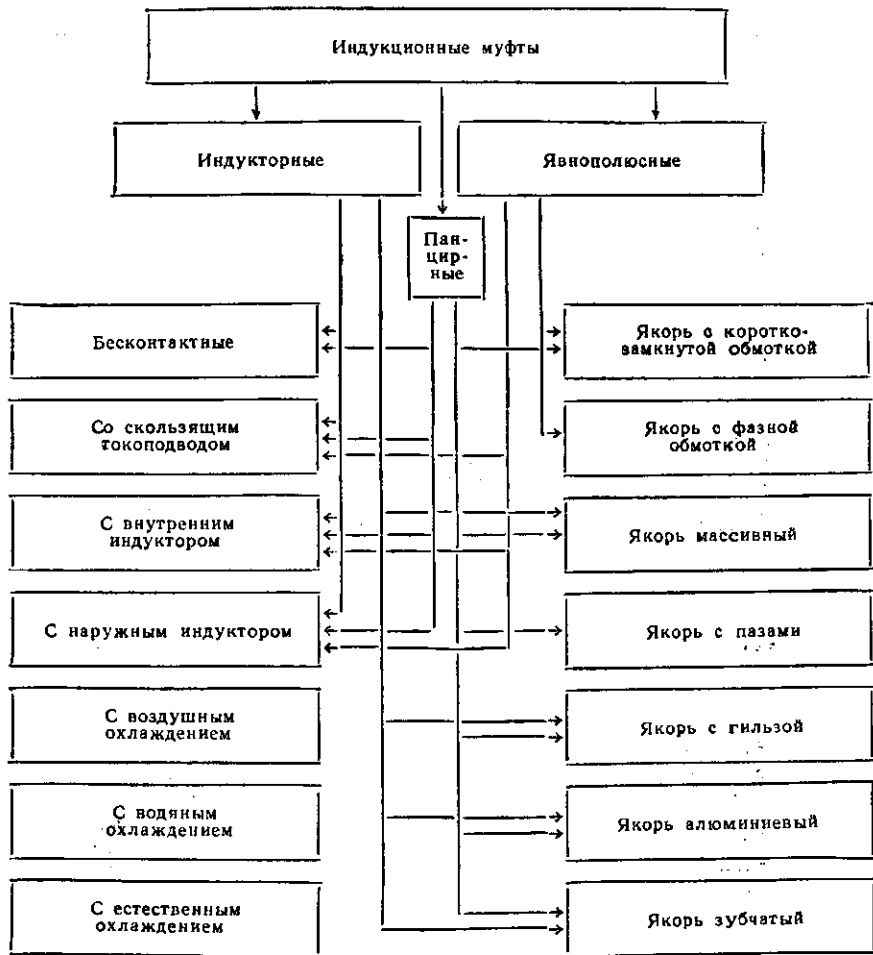 Индукционные муфты
Индукторные
Явнополюсные
Пан-
цир-
ные
Бесконтактные
Якорь с коротко-
замкнутой обмоткой
Со скользящим
токоподводом
Якорь с фазной
обмоткой
С внутренним
индуктором
Якорь массивный
С наружным индуктором
Якорь с пазами
С воздушным
охлаждением
Якорь с гильзой
С водяным
охлаждением
Якорь алюминиевый
С естественным
охлаждением
Якорь зубчатый